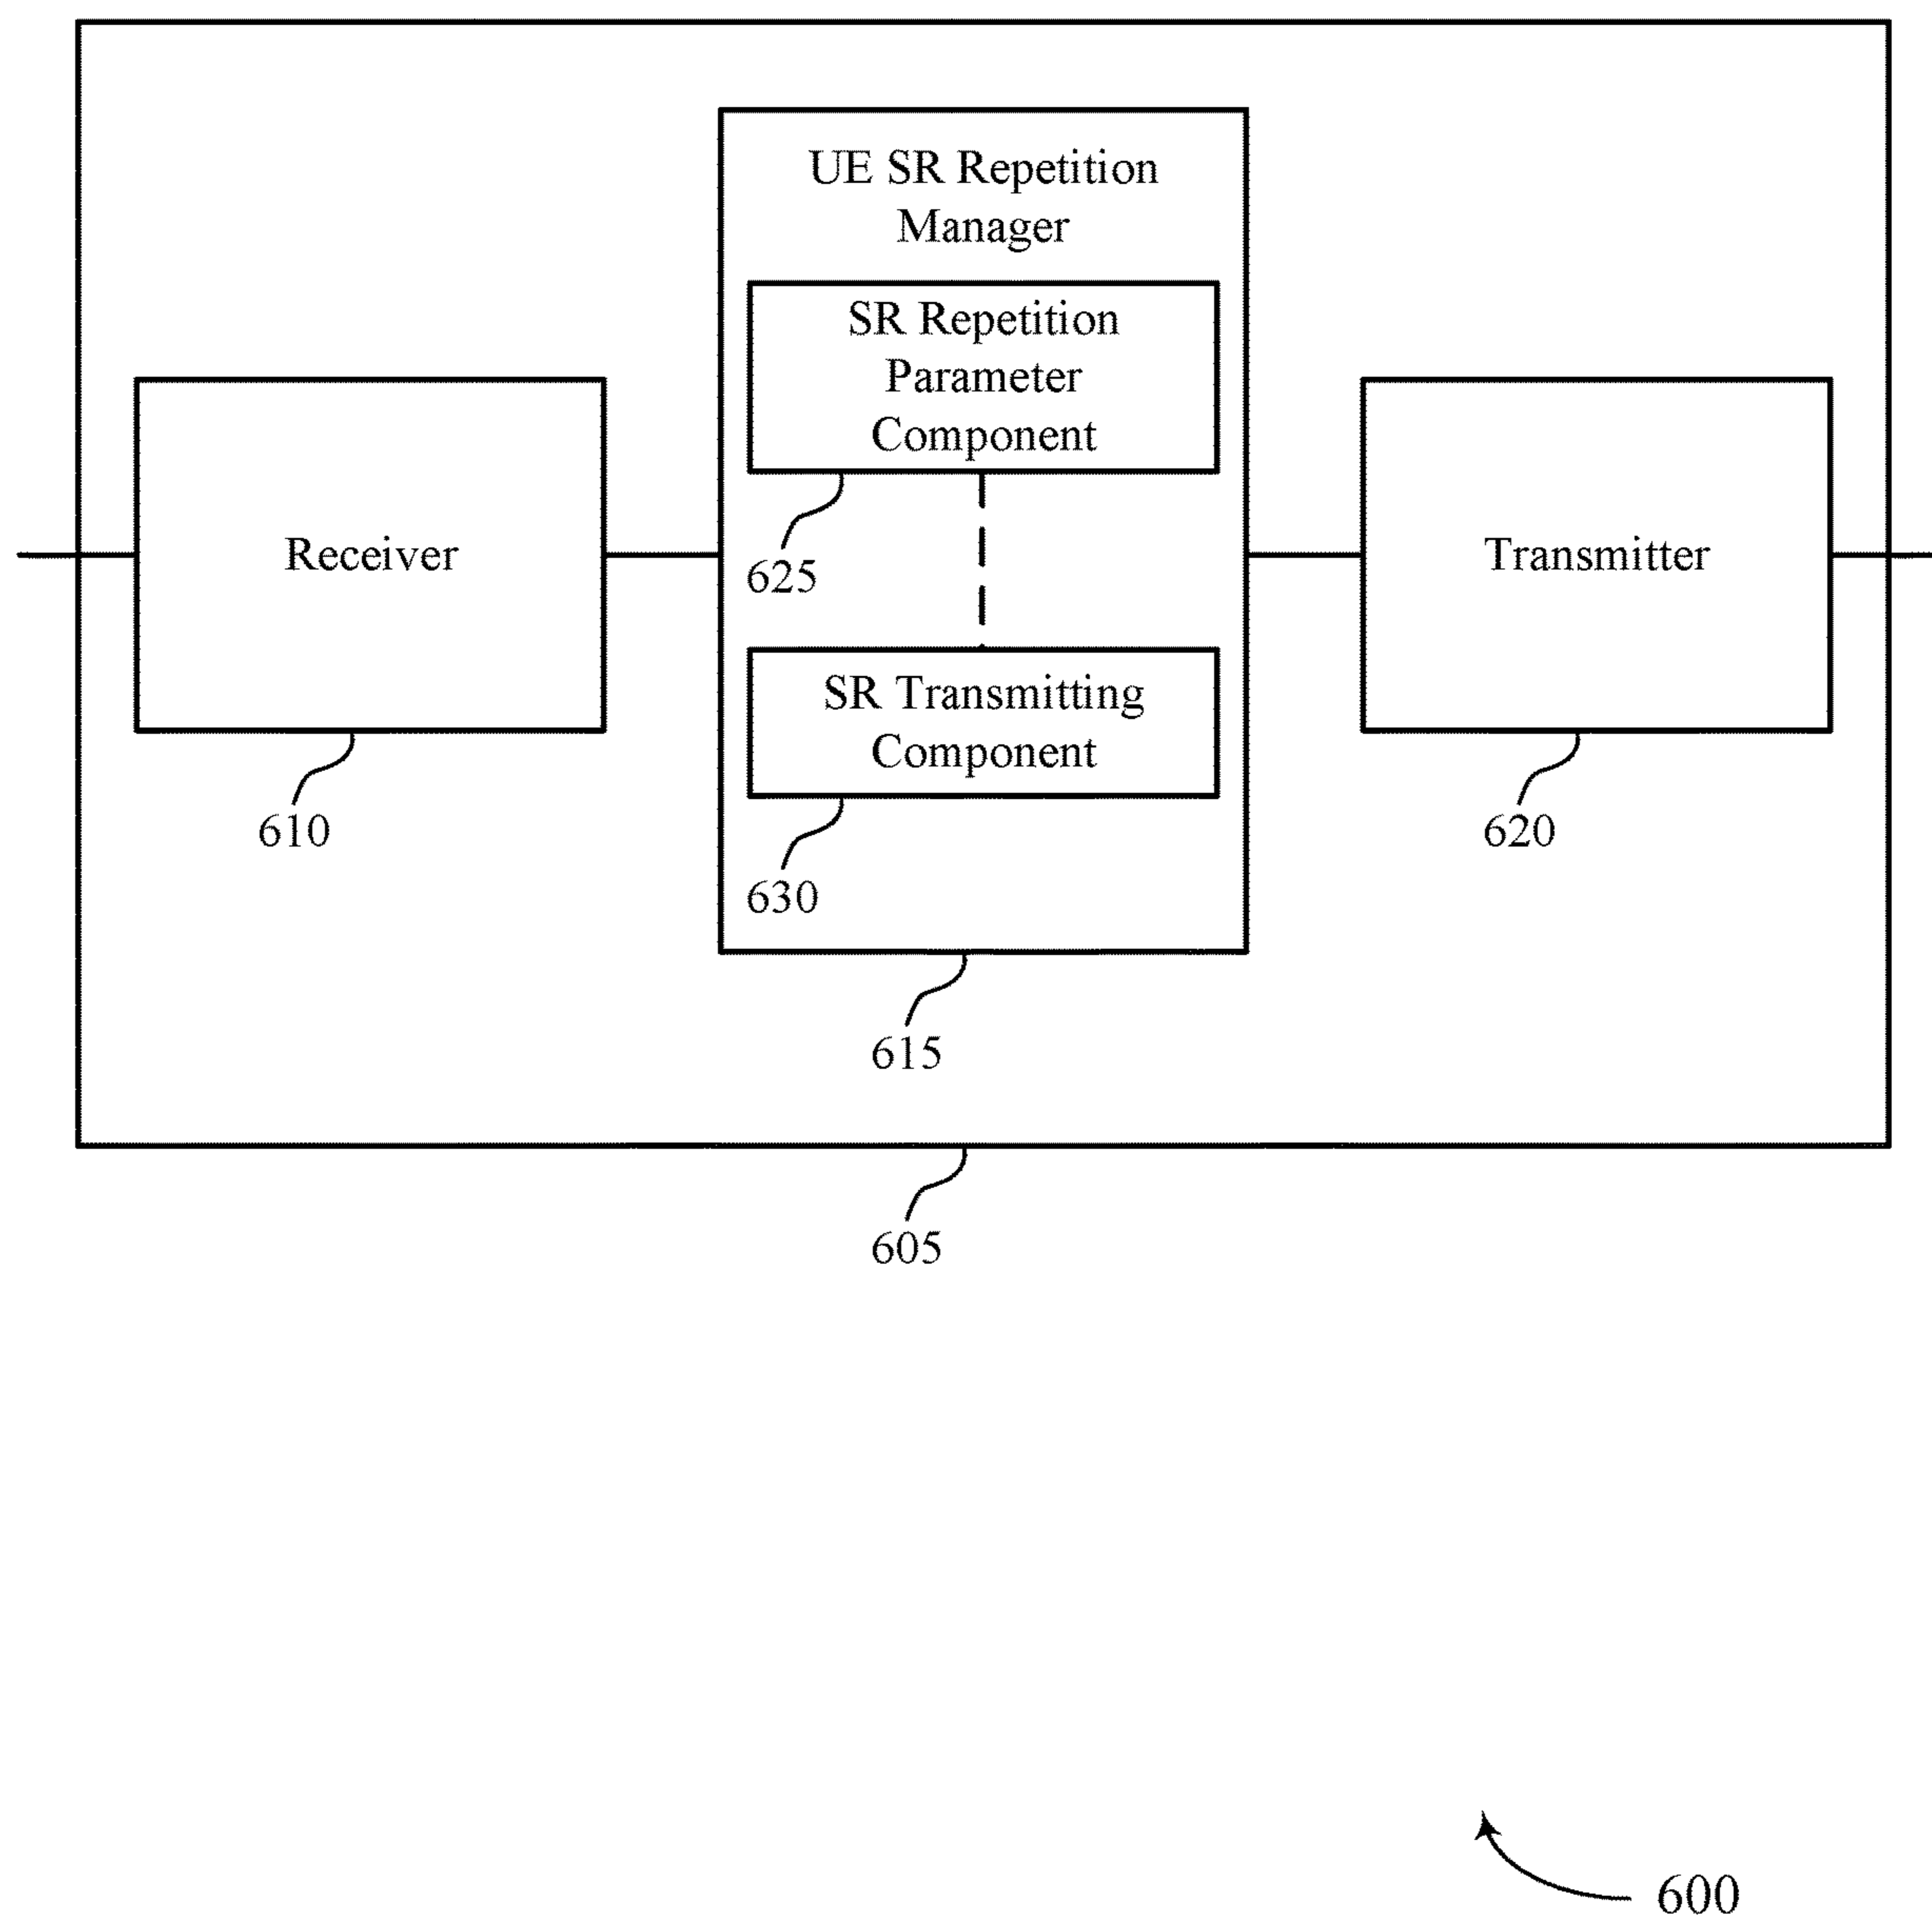 UE SR Repetition
Manager
SR Repetition
Parameter
Component
625
Receiver
610
SR Transmitting
Component
630
Transmitter
620
615
605
600